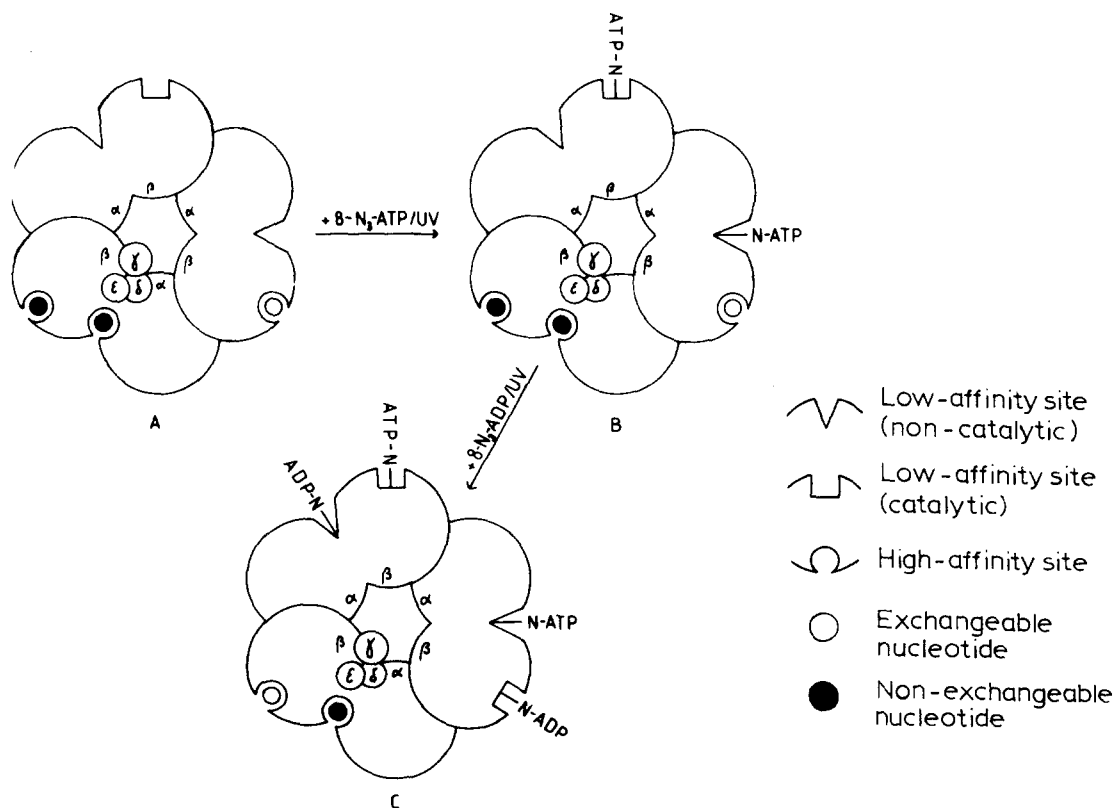 ATP-N
β
α
α
β
γ
β
ε
δ
α
A
+ 8-N₃-ATP/UV
ATP-N
β
α
α
N-ATP
β
γ
β
ε
δ
B
+8-N₃-ADP/UV
ATP-N
ADP-N
β
α
α
N-ATP
β
γ
β
ε
δ
α
N-ADP
C
Low-affinity site
(non-catalytic)
Low-affinity site
(catalytic)
High-affinity site
Exchangeable
nucleotide
Non-exchangeable
nucleotide